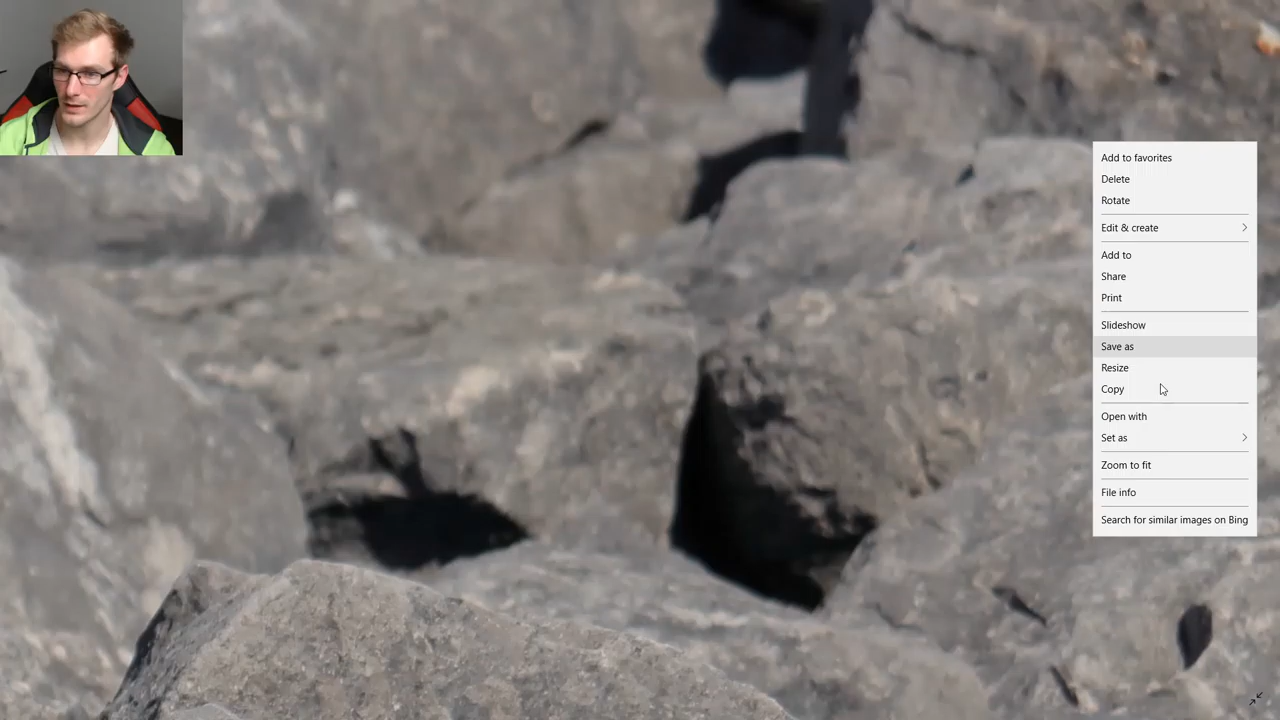 Add to favorites
Delete
Rotate
Edit & create
Add to
Share
Print
Slideshow
Save as
Resize
Copy
Open with
Set as
Zoom to fit
File info
Search for similar images on Bing